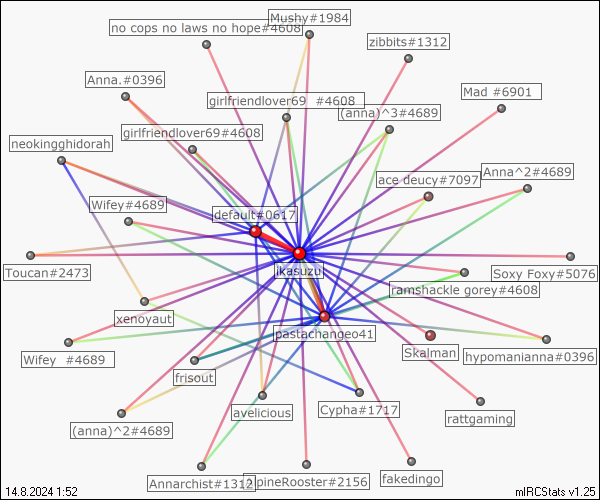 Mushy#1984
no cops no laws no hope#4608
zibbits#1312
Anna.#0396
Mad #6901
girlfriendlover69 #4608
(anna)^3#4689
girlfriendlover69#4608
neokingghidorah
Anna^2#4689
ace deucy#7097
Wifey#4689
default#0617
Toucan#2473
ikasuzu
Soxy Foxy#5076
ramshackle gorey#4608
xenoyaut
pastachangeo41
Wifey #4689
Skalman
hypomanianna#0396
frisout
avelicious
Cypha#1717
rattgaming
(anna)^2#4689
Annarchist#1312
pineRooster#2156
fakedingo
14.8.2024 1:52
mIRCStats v1.25